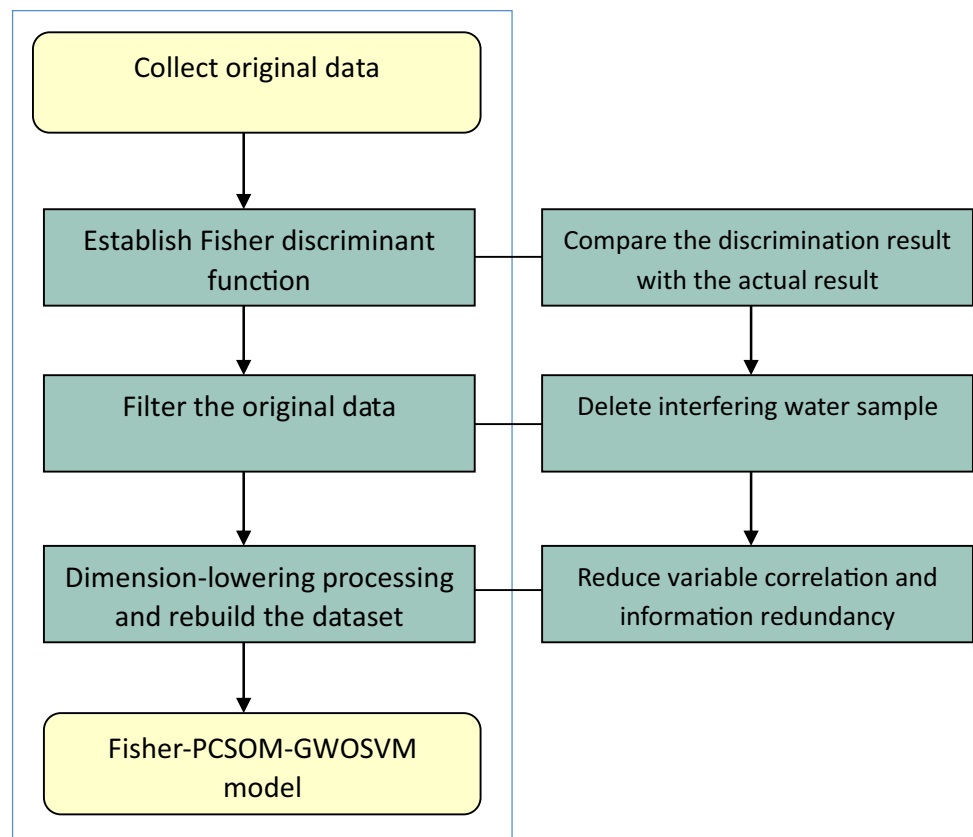 Collect original data
Establish Fisher discriminant
function
Compare the discrimination result
with the actual result
Filter the original data
Delete interfering water sample
Dimension-lowering processing
and rebuild the dataset
Reduce variable correlation and
information redundancy
Fisher-PCSOM-GWOSVM
model